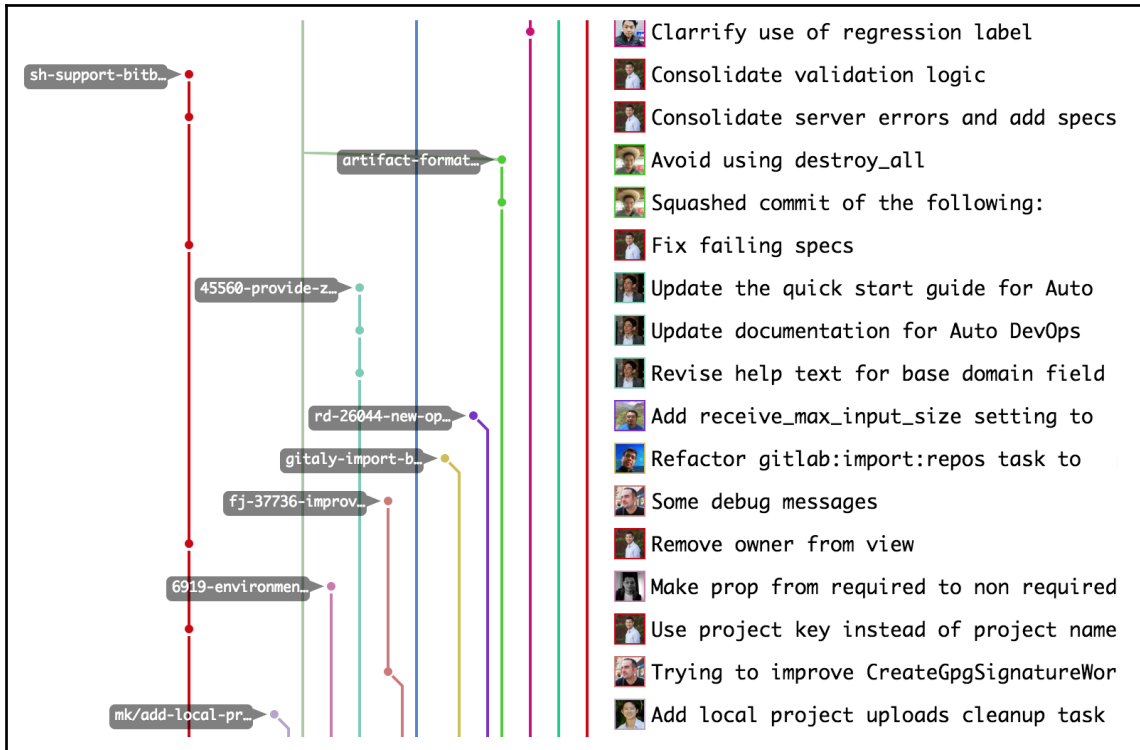 Clarrify use of regression label
sh-support-bitb…
Consolidate validation logic
Consolidate server errors and add specs
artifact-format…
Avoid using destroy_all
Squashed commit of the following:
Fix failing specs
45560-provide-z…
Update the quick start guide for Auto
Update documentation for Auto DevOps
Revise help text for base domain field
rd-26044-new-op…
Add receive_max_input_size setting to
gitaly-import-b…
Refactor gitlab:import:repos task to
fj-37736-improv…
Some debug messages
Remove owner from view
6919-environmen…
Make prop from required to non required
Use project key instead of project name
Trying to improve CreateGpgSignatureWor
mk/add-local-pr…
Add local project uploads cleanup task